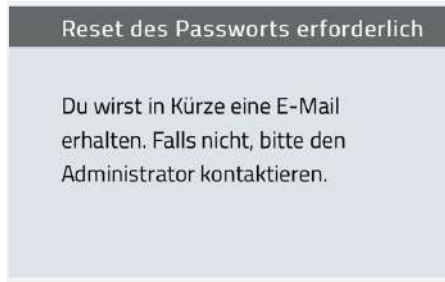 Reset des Passworts erforderlich
Du wirst in Kürze eine E-Mail
erhalten. Falls nicht, bitte den
Administrator kontaktieren.